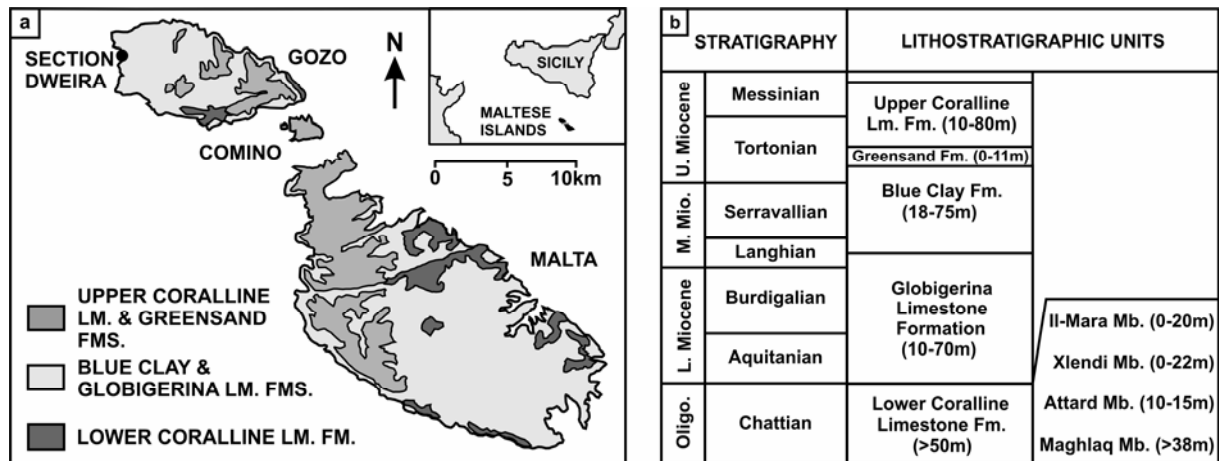 a
SECTION
DWEIRA
GOZO
N
COMINO
SICILY
MALTESE
ISLANDS
0 5 10km
MALTA
UPPER CORALLINE
LM. & GREENSAND
FMS.
BLUE CLAY &
GLOBIGERINA LM. FMS.
LOWER CORALLINE LM. FM.
b
STRATIGRAPHY
LITHOSTRATIGRAPHIC UNITS
U. Miocene
Messinian
Tortonian
Upper Coralline
Lm. Fm. (10-80m)
Greensand Fm. (0-11m)
M. Mio.
Serravallian
Langhian
Blue Clay Fm.
(18-75m)
L. Miocene
Burdigalian
Aquitanian
Globigerina
Limestone
Formation
(10-70m)
Oligo.
Chattian
Lower Coralline
Limestone Fm.
(>50m)
Il-Mara Mb. (0-20m)
Xlendi Mb. (0-22m)
Attard Mb. (10-15m)
Maghlaq Mb. (>38m)